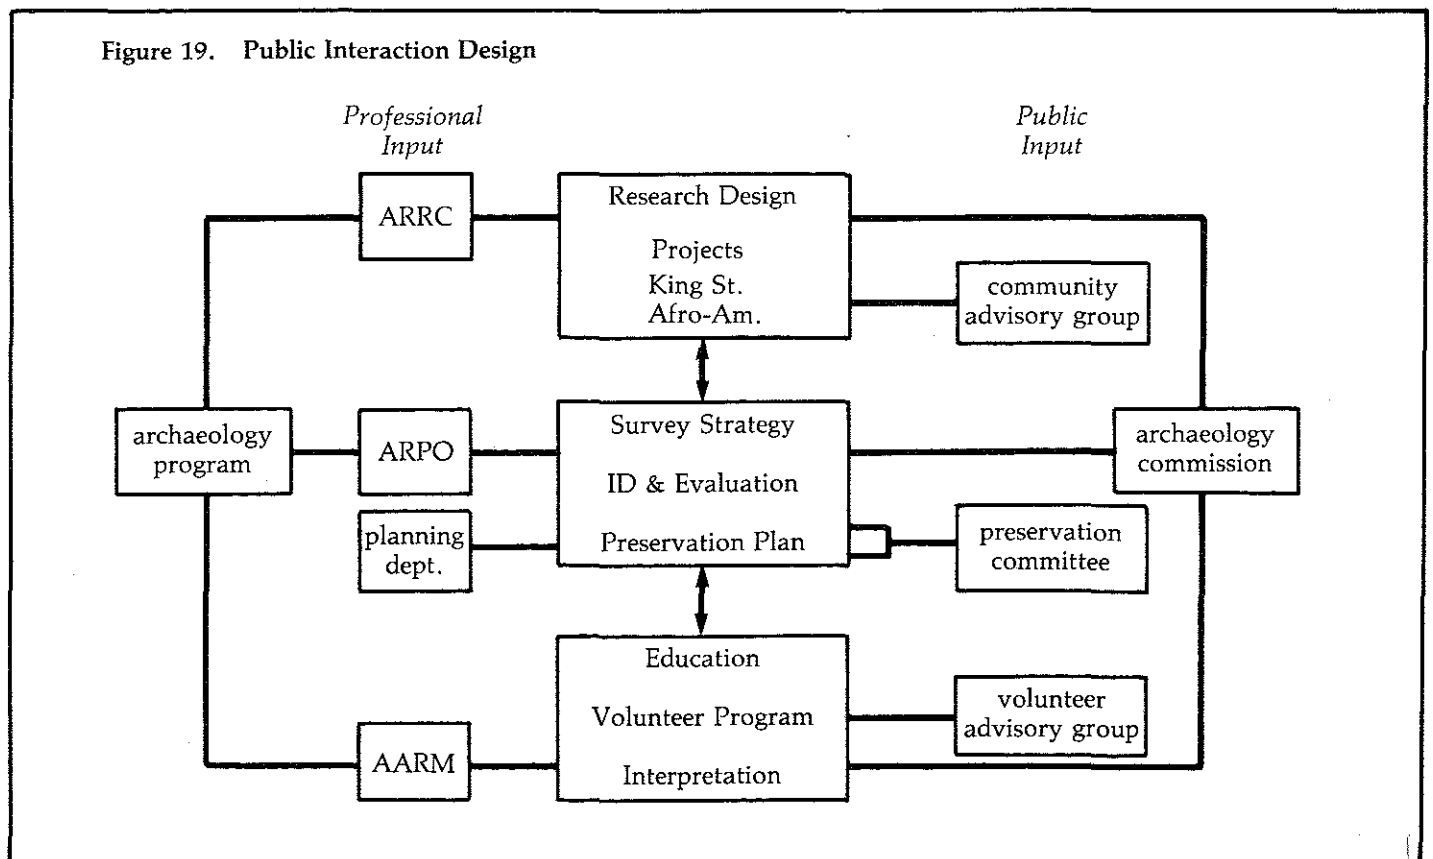 Figure 19. Public Interaction Design
Professional
Input
Public
Input
ARRC
Research Design
Projects
King St.
Afro-Am.
community
advisory group
archaeology
program
ARPO
Survey Strategy
ID & Evaluation
Preservation Plan
archaeology
commission
planning
dept.
preservation
committee
Education
Volunteer Program
Interpretation
volunteer
advisory group
AARM